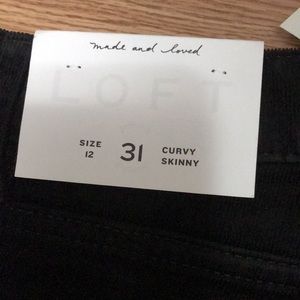 made and loved
LOFT
SIZE 12 31 CURVY SKINNY